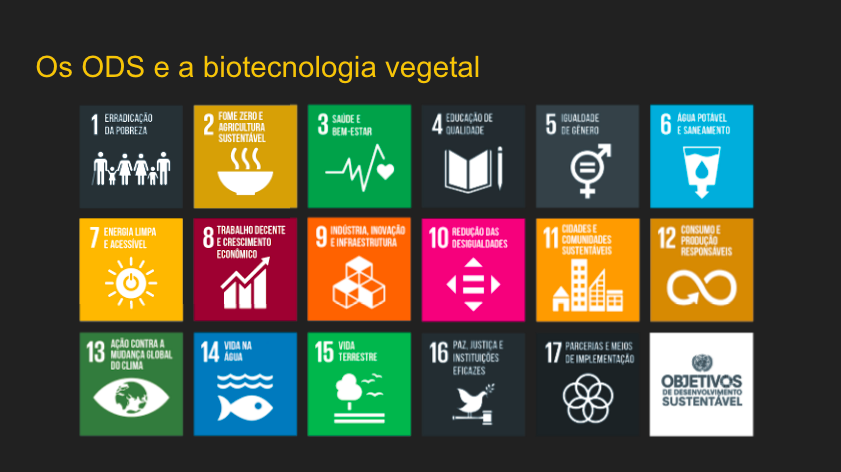 Os ODS e a biotecnologia vegetal
1 ERRADICAÇÃO
DA POBREZA
2 FOME ZERO E
AGRICULTURA
SUSTENTÁVEL
3 SAÚDE E
BEM-ESTAR
4 EDUCAÇÃO DE
QUALIDADE
5 IGUALDADE
DE GÊNERO
6 ÁGUA POTÁVEL
E SANEAMENTO
7 ENERGIA LIMPA
E ACESSÍVEL
8 TRABALHO DECENTE
E CRESCIMENTO
ECONÔMICO
9 INDÚSTRIA, INOVAÇÃO
E INFRAESTRUTURA
10 REDUÇÃO DAS
DESIGUALDADES
11 CIDADES E
COMUNIDADES
SUSTENTÁVEIS
12 CONSUMO E
PRODUÇÃO
RESPONSÁVEIS
13 AÇÃO CONTRA A
MUDANÇA GLOBAL
DO CLIMA
14 VIDA NA
ÁGUA
15 VIDA
TERRESTRE
16 PAZ, JUSTIÇA E
INSTITUIÇÕES
EFICAZES
17 PARCERIAS E MEIOS
DE IMPLEMENTAÇÃO
OBJETIVOS
DE DESENVOLVIMENTO
SUSTENTÁVEL